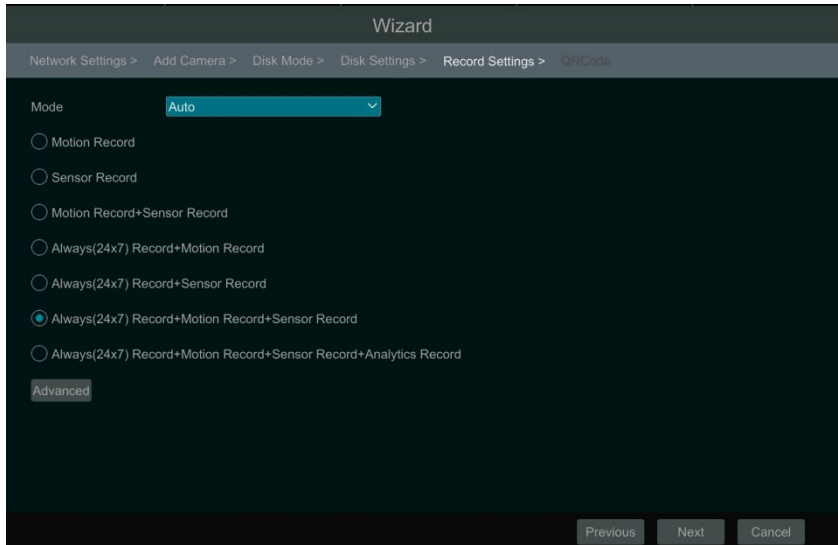 Wizard
Network Settings > Add Camera > Disk Mode > Disk Settings > Record Settings > QRCode
Mode Auto
Motion Record
Sensor Record
Motion Record+Sensor Record
Always(24x7) Record+Motion Record
Always(24x7) Record+Sensor Record
Always(24x7) Record+Motion Record+Sensor Record
Always(24x7) Record+Motion Record+Sensor Record+Analytics Record
Advanced
Previous Next Cancel